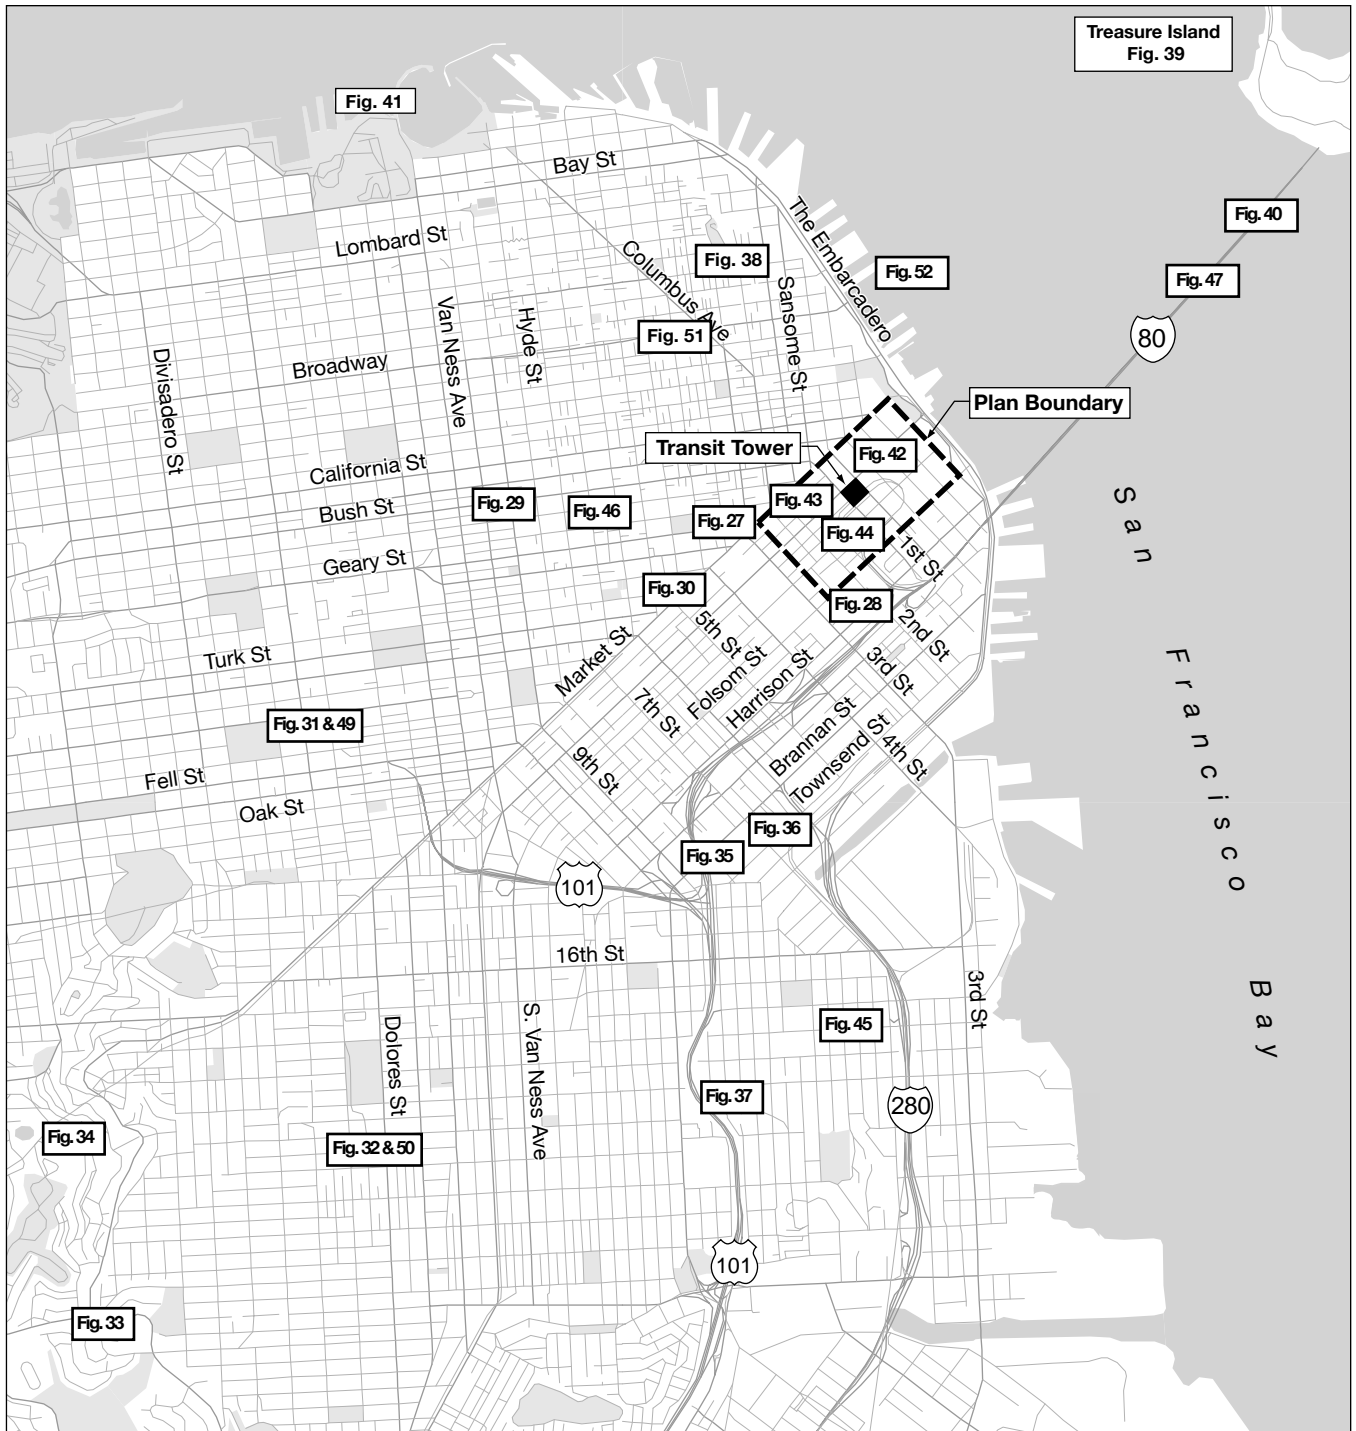 Treasure Island
Fig. 39
Fig. 41
Bay St
Fig. 40
The Embarcadero
Lombard St
Columbus Ave
Fig. 38
Fig. 52
Fig. 47
Sansome St
Van Ness Ave
Hyde St
Fig. 51
80
Divisadero St
Broadway
Plan Boundary
Transit Tower
Fig. 42
California St
Fig. 29
Fig. 46
Fig. 43
Bush St
Fig. 27
Fig. 44
Geary St
1st St
Fig. 30
Fig. 28
5th St
2nd St
Market St
Folsom St
Harrison St
3rd St
Turk St
7th St
Fig. 31 & 49
Brannan St
Townsend St
4th St
9th St
Fell St
Oak St
Fig. 36
Fig. 35
101
16th St
3rd St
San Francisco Bay
Dolores St
S. Van Ness Ave
Fig. 45
Fig. 37
280
Fig. 34
Fig. 32 & 50
101
Fig. 33